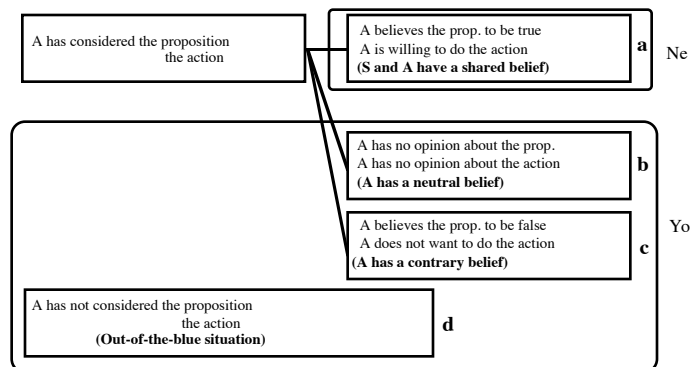 A has considered the proposition
the action
A believes the prop. to be true
A is willing to do the action
(S and A have a shared belief)
a
Ne
A has no opinion about the prop.
A has no opinion about the action
(A has a neutral belief)
b
A believes the prop. to be false
A does not want to do the action
(A has a contrary belief)
c
Yo
A has not considered the proposition
the action
(Out-of-the-blue situation)
d